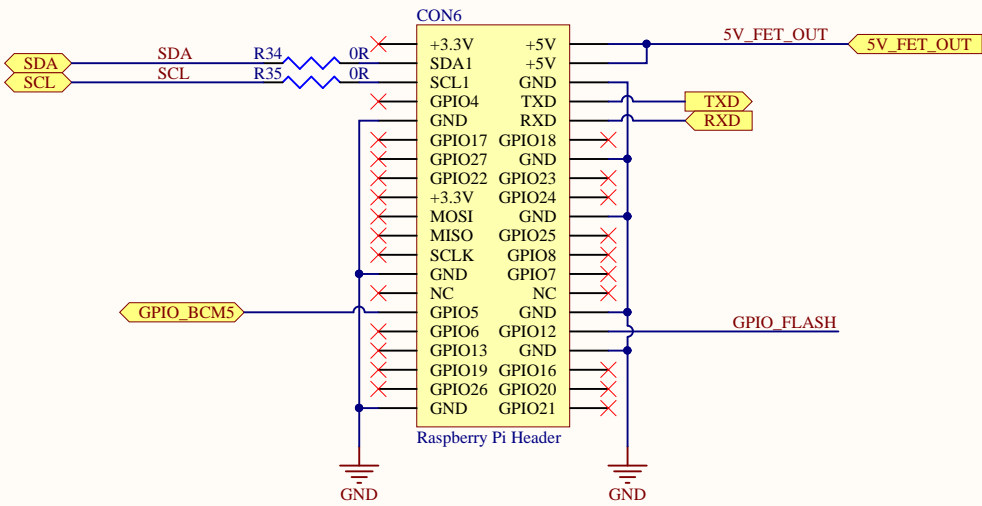 CON6
+3.3V +5V 5V_FET_OUT 5V_FET_OUT
SDA SDA R34 0R SDA1 +5V
SCL SCL R35 0R SCL1 GND
GPIO4 TXD TXD
GND RXD RXD
GPIO17 GPIO18
GPIO27 GND
GPIO22 GPIO23
+3.3V GPIO24
MOSI GND
MISO GPIO25
SCLK GPIO8
GND GPIO7
NC NC
GPIO_BCM5 GPIO5 GND
GPIO6 GPIO12 GPIO_FLASH
GPIO13 GND
GPIO19 GPIO16
GPIO26 GPIO20
GND GPIO21
Raspberry Pi Header
GND GND